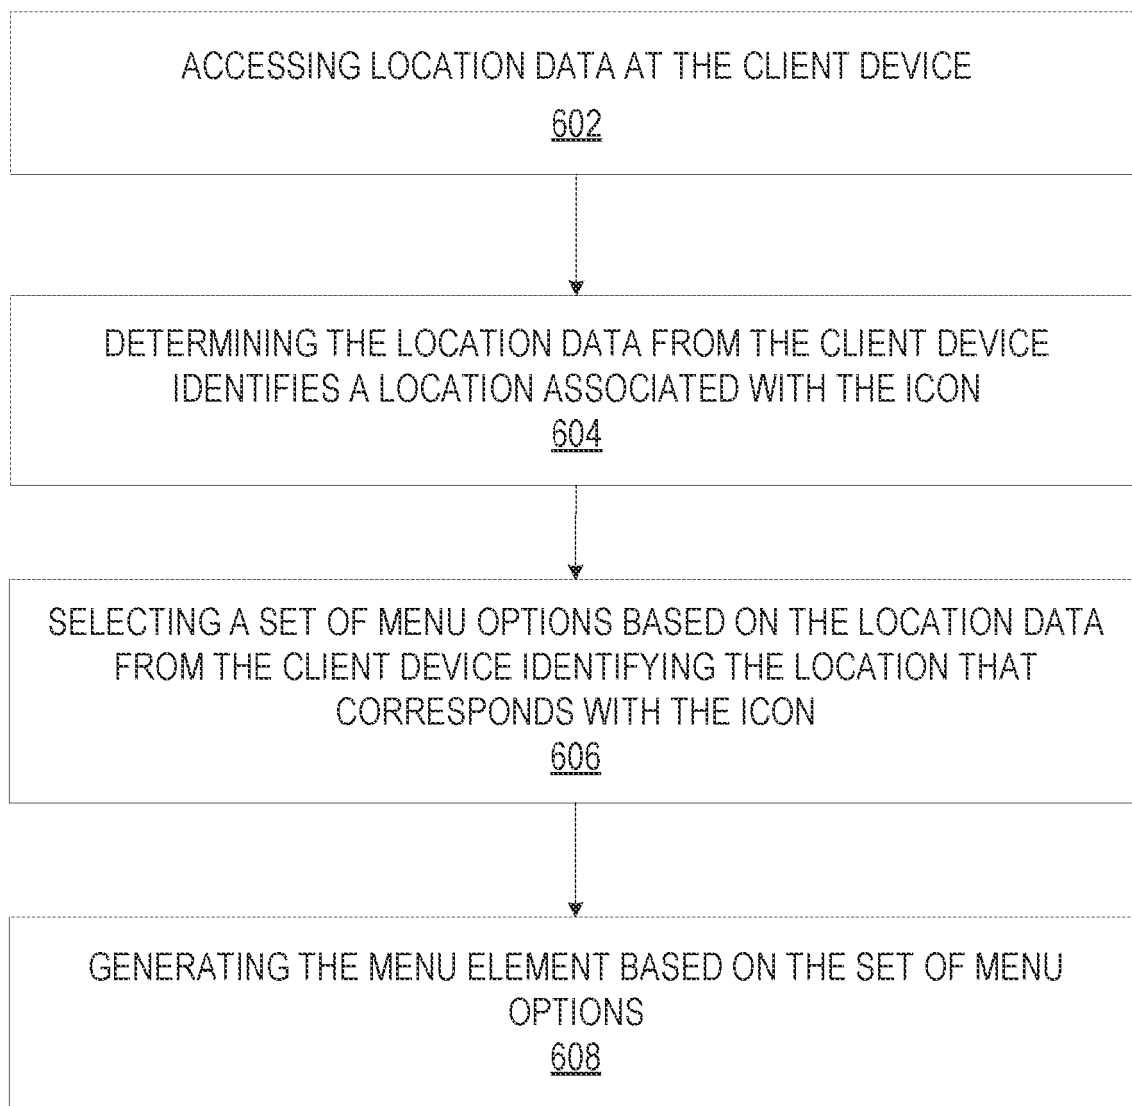 ACCESSING LOCATION DATA AT THE CLIENT DEVICE
602
DETERMINING THE LOCATION DATA FROM THE CLIENT DEVICE
IDENTIFIES A LOCATION ASSOCIATED WITH THE ICON
604
SELECTING A SET OF MENU OPTIONS BASED ON THE LOCATION DATA
FROM THE CLIENT DEVICE IDENTIFYING THE LOCATION THAT
CORRESPONDS WITH THE ICON
606
GENERATING THE MENU ELEMENT BASED ON THE SET OF MENU
OPTIONS
608